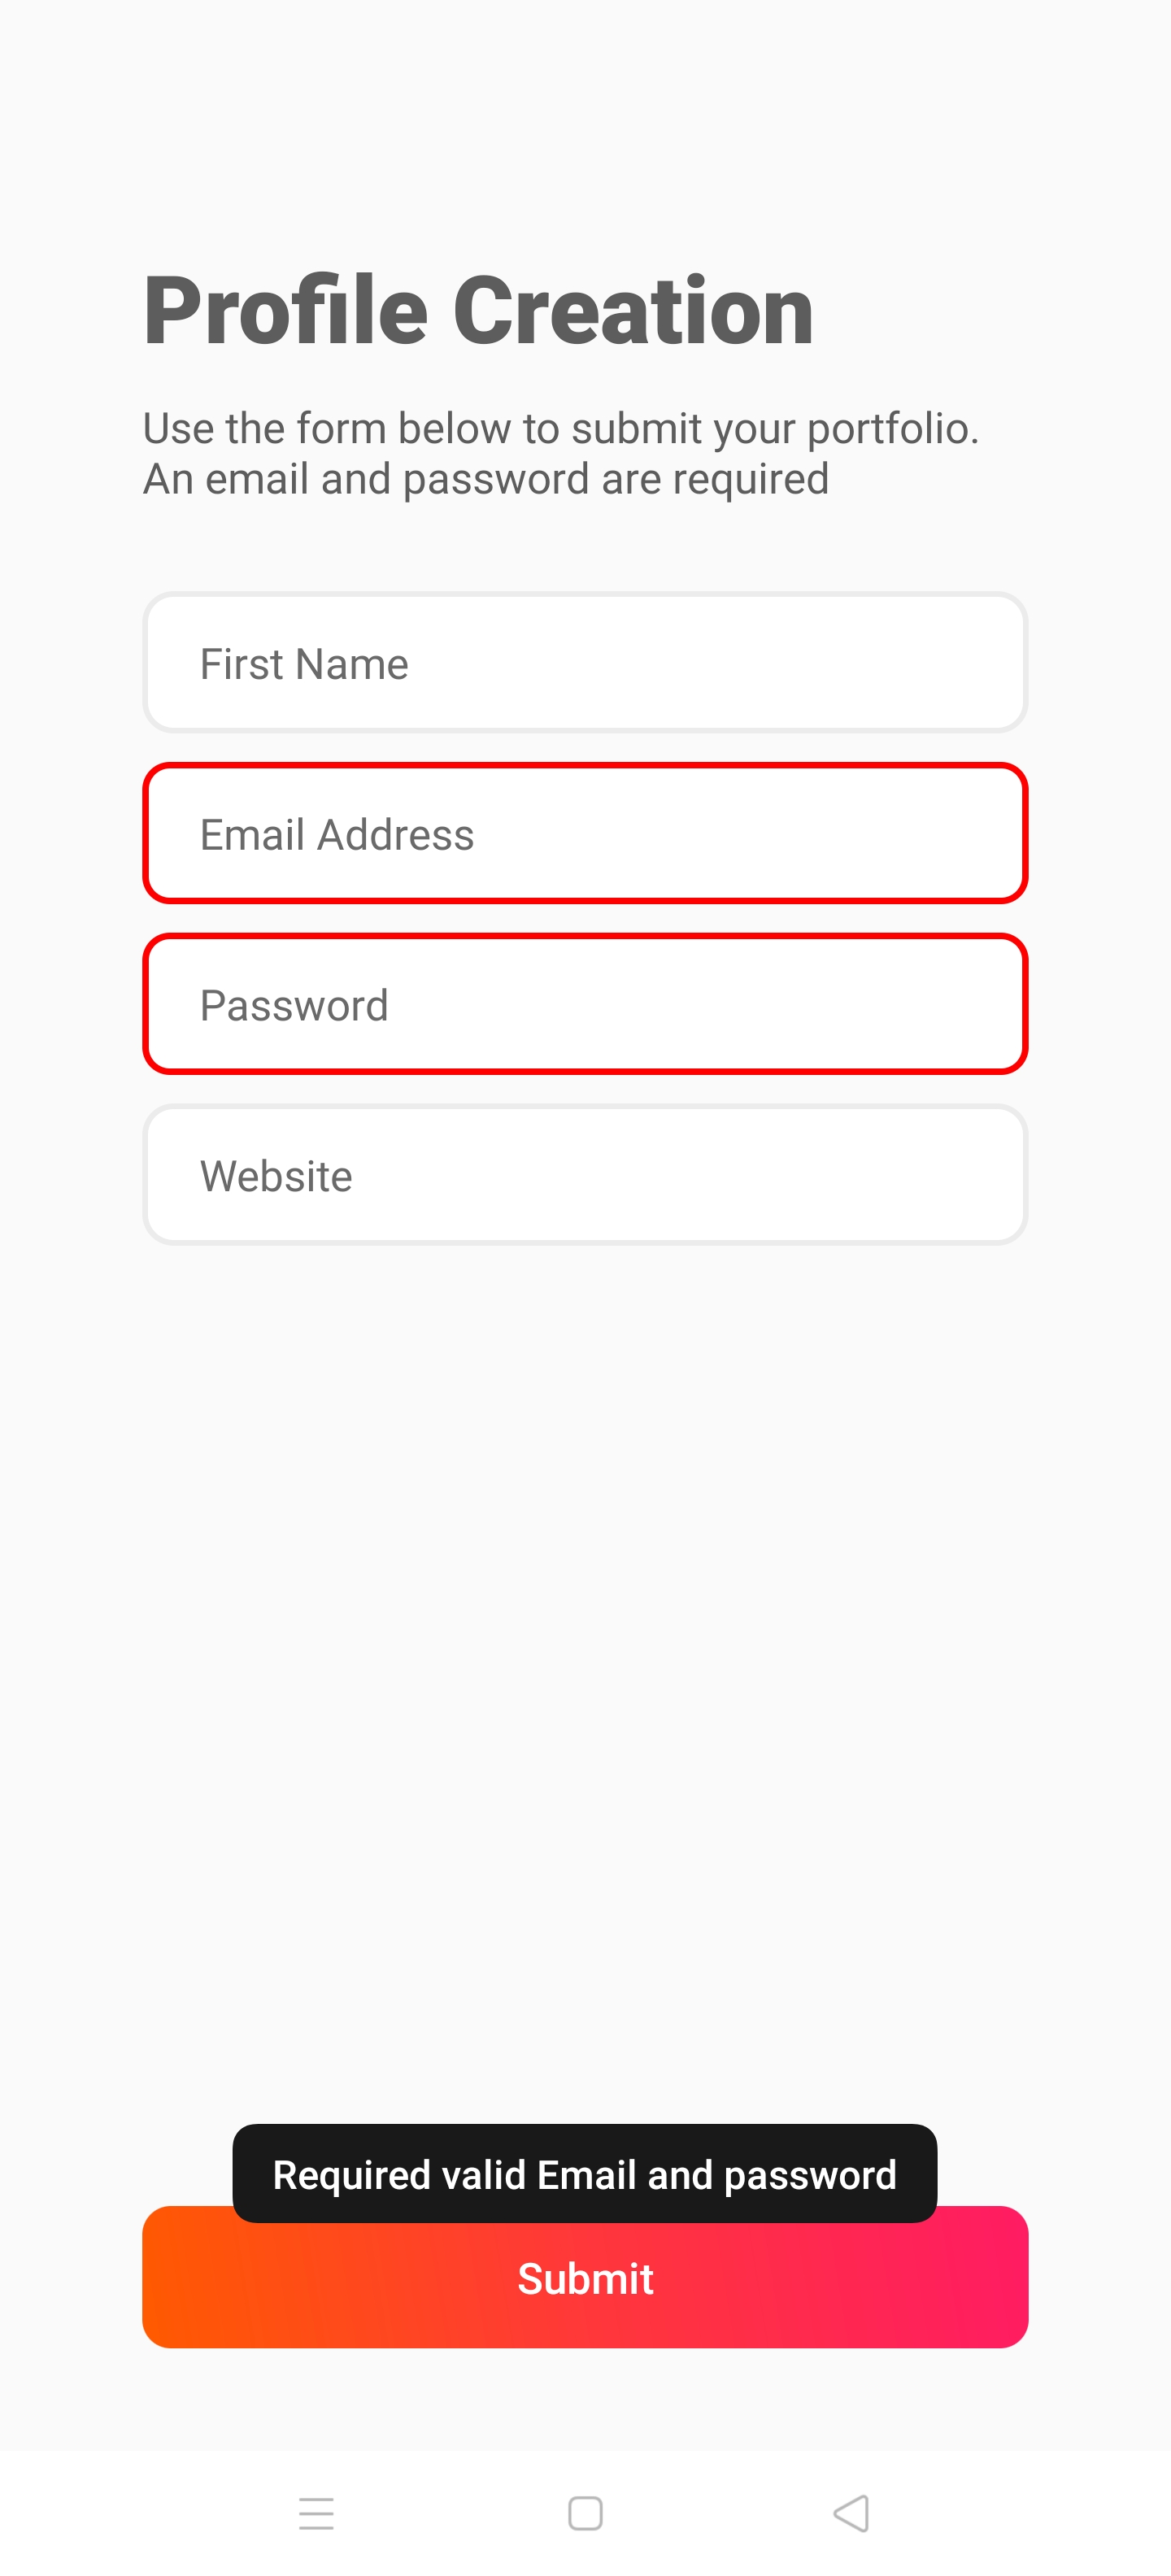 Profile Creation
Use the form below to submit your portfolio.
An email and password are required
First Name
Email Address
Password
Website
Required valid Email and password
Submit